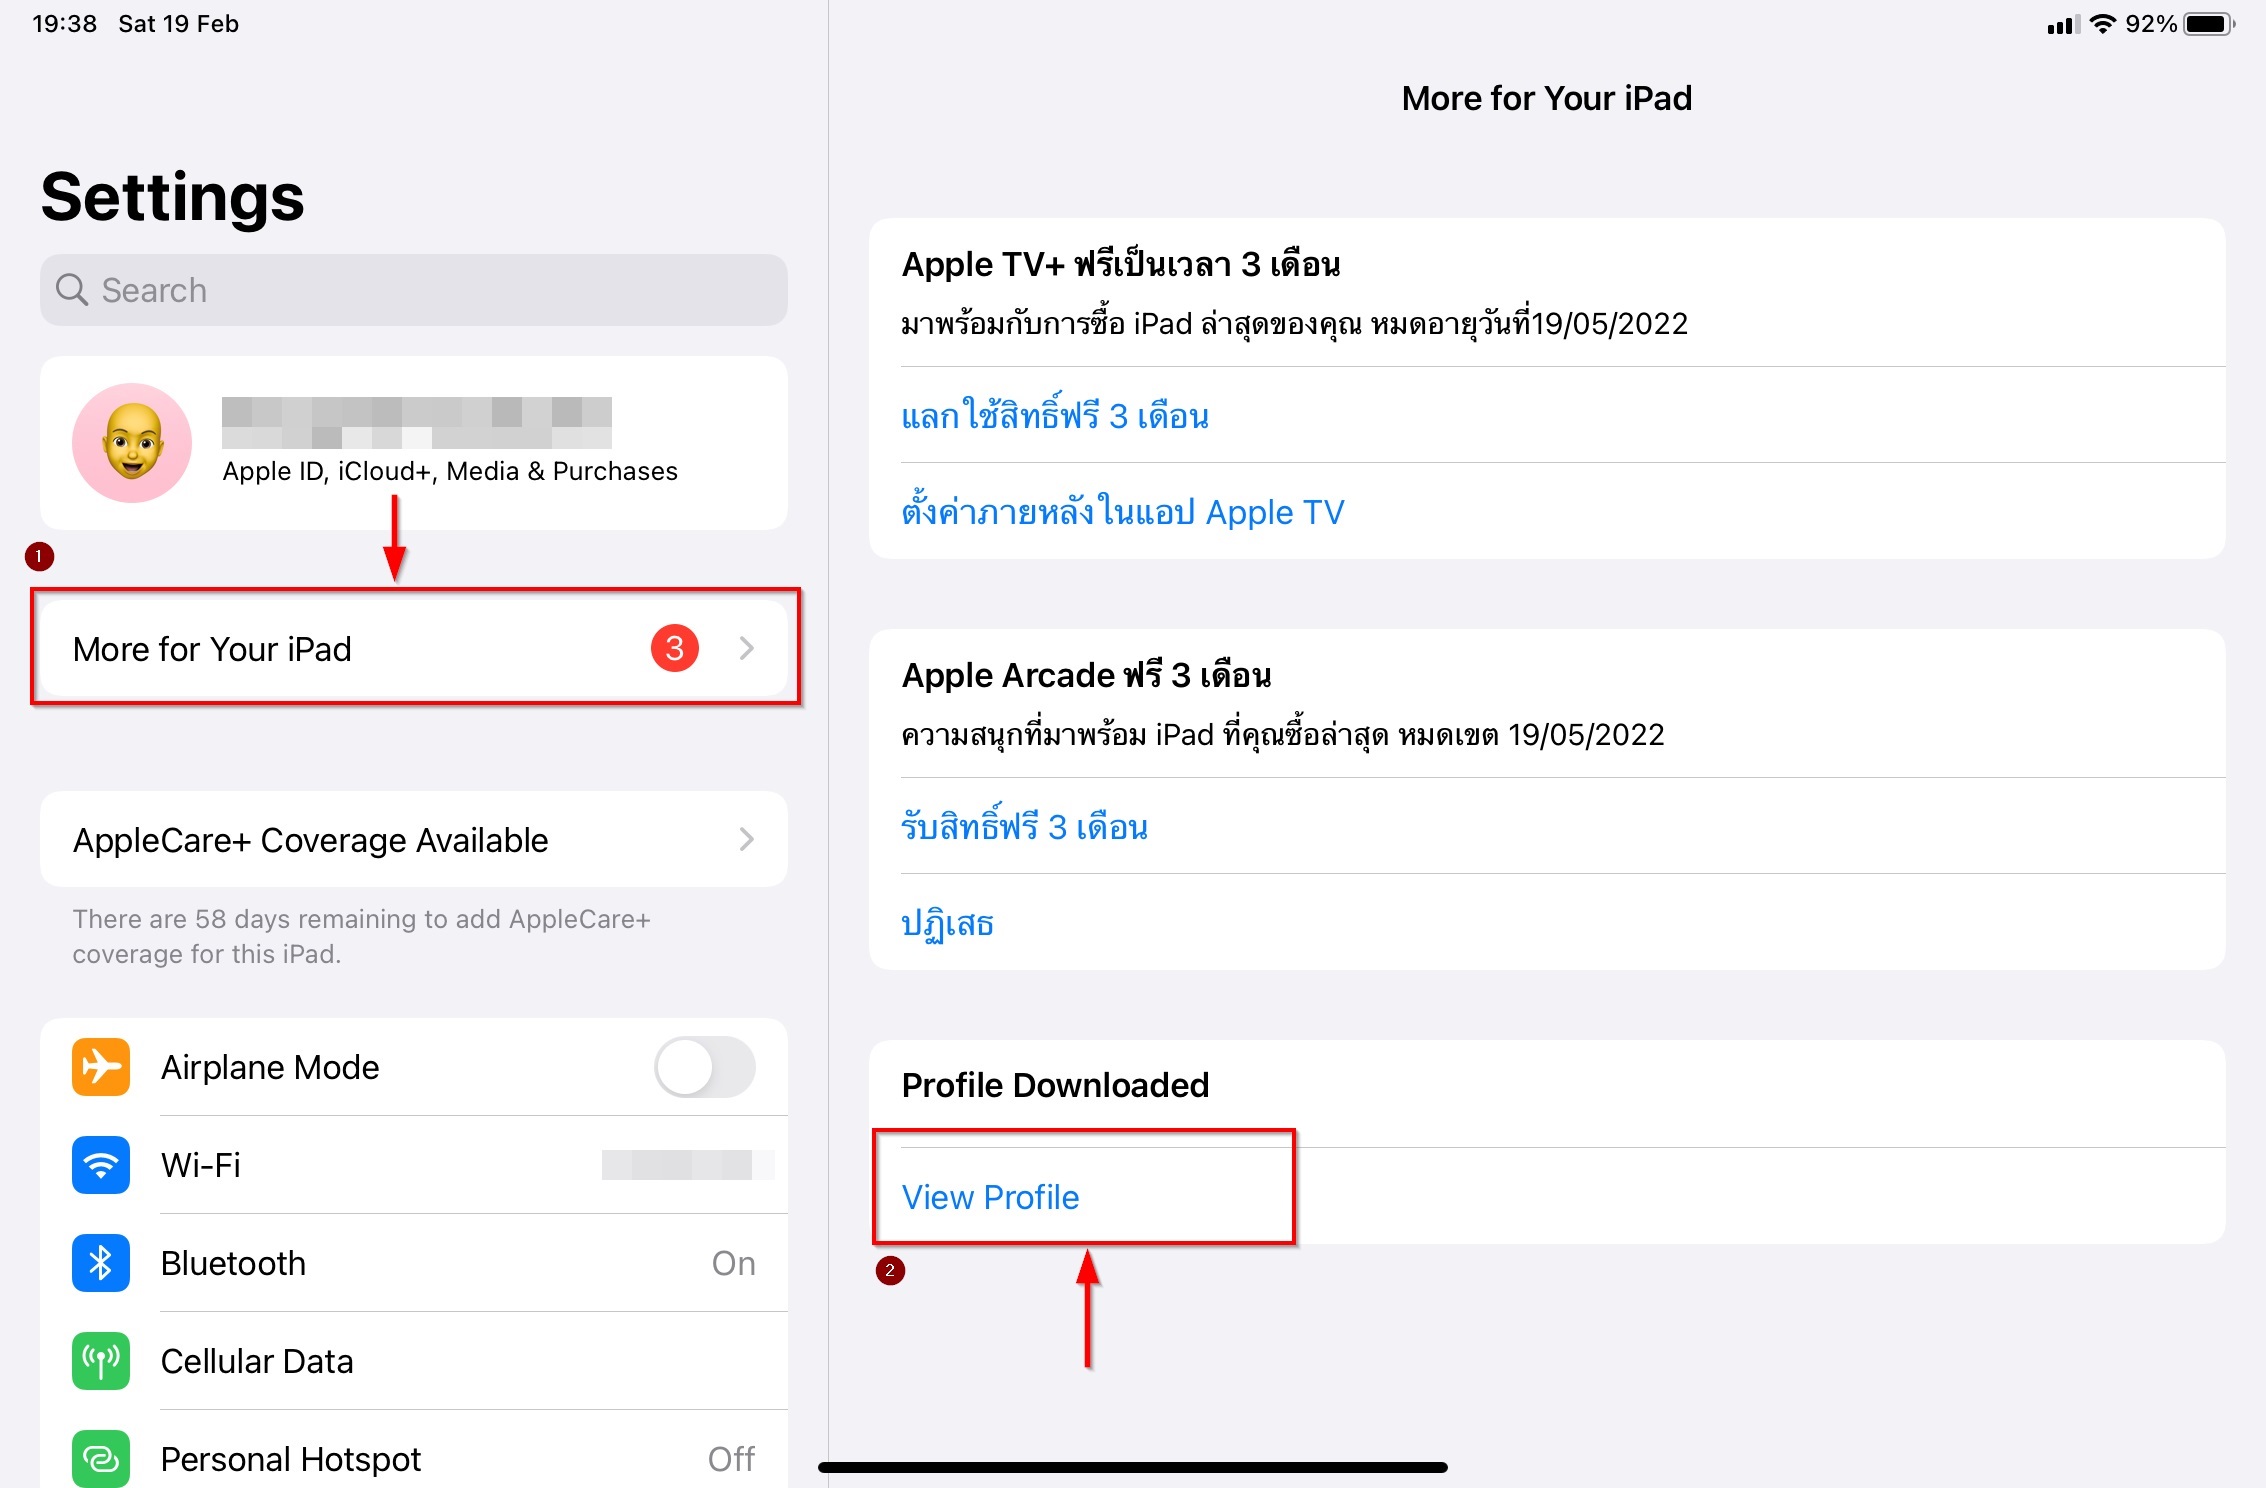 19:38 Sat 19 Feb
92%
Settings
Search
Apple ID, iCloud+, Media & Purchases
1
More for Your iPad
3
AppleCare+ Coverage Available
There are 58 days remaining to add AppleCare+
coverage for this iPad.
Airplane Mode
Wi-Fi
Bluetooth
On
Cellular Data
Personal Hotspot
Off
More for Your iPad
Apple TV+ ฟรีเป็นเวลา 3 เดือน
มาพร้อมกับการซื้อ iPad ล่าสุดของคุณ หมดอายุวันที่19/05/2022
แลกใช้สิทธิ์ฟรี 3 เดือน
ตั้งค่าภายหลังในแอป Apple TV
Apple Arcade ฟรี 3 เดือน
ความสนุกที่มาพร้อม iPad ที่คุณซื้อล่าสุด หมดเขต 19/05/2022
รับสิทธิ์ฟรี 3 เดือน
ปฏิเสธ
Profile Downloaded
View Profile
2